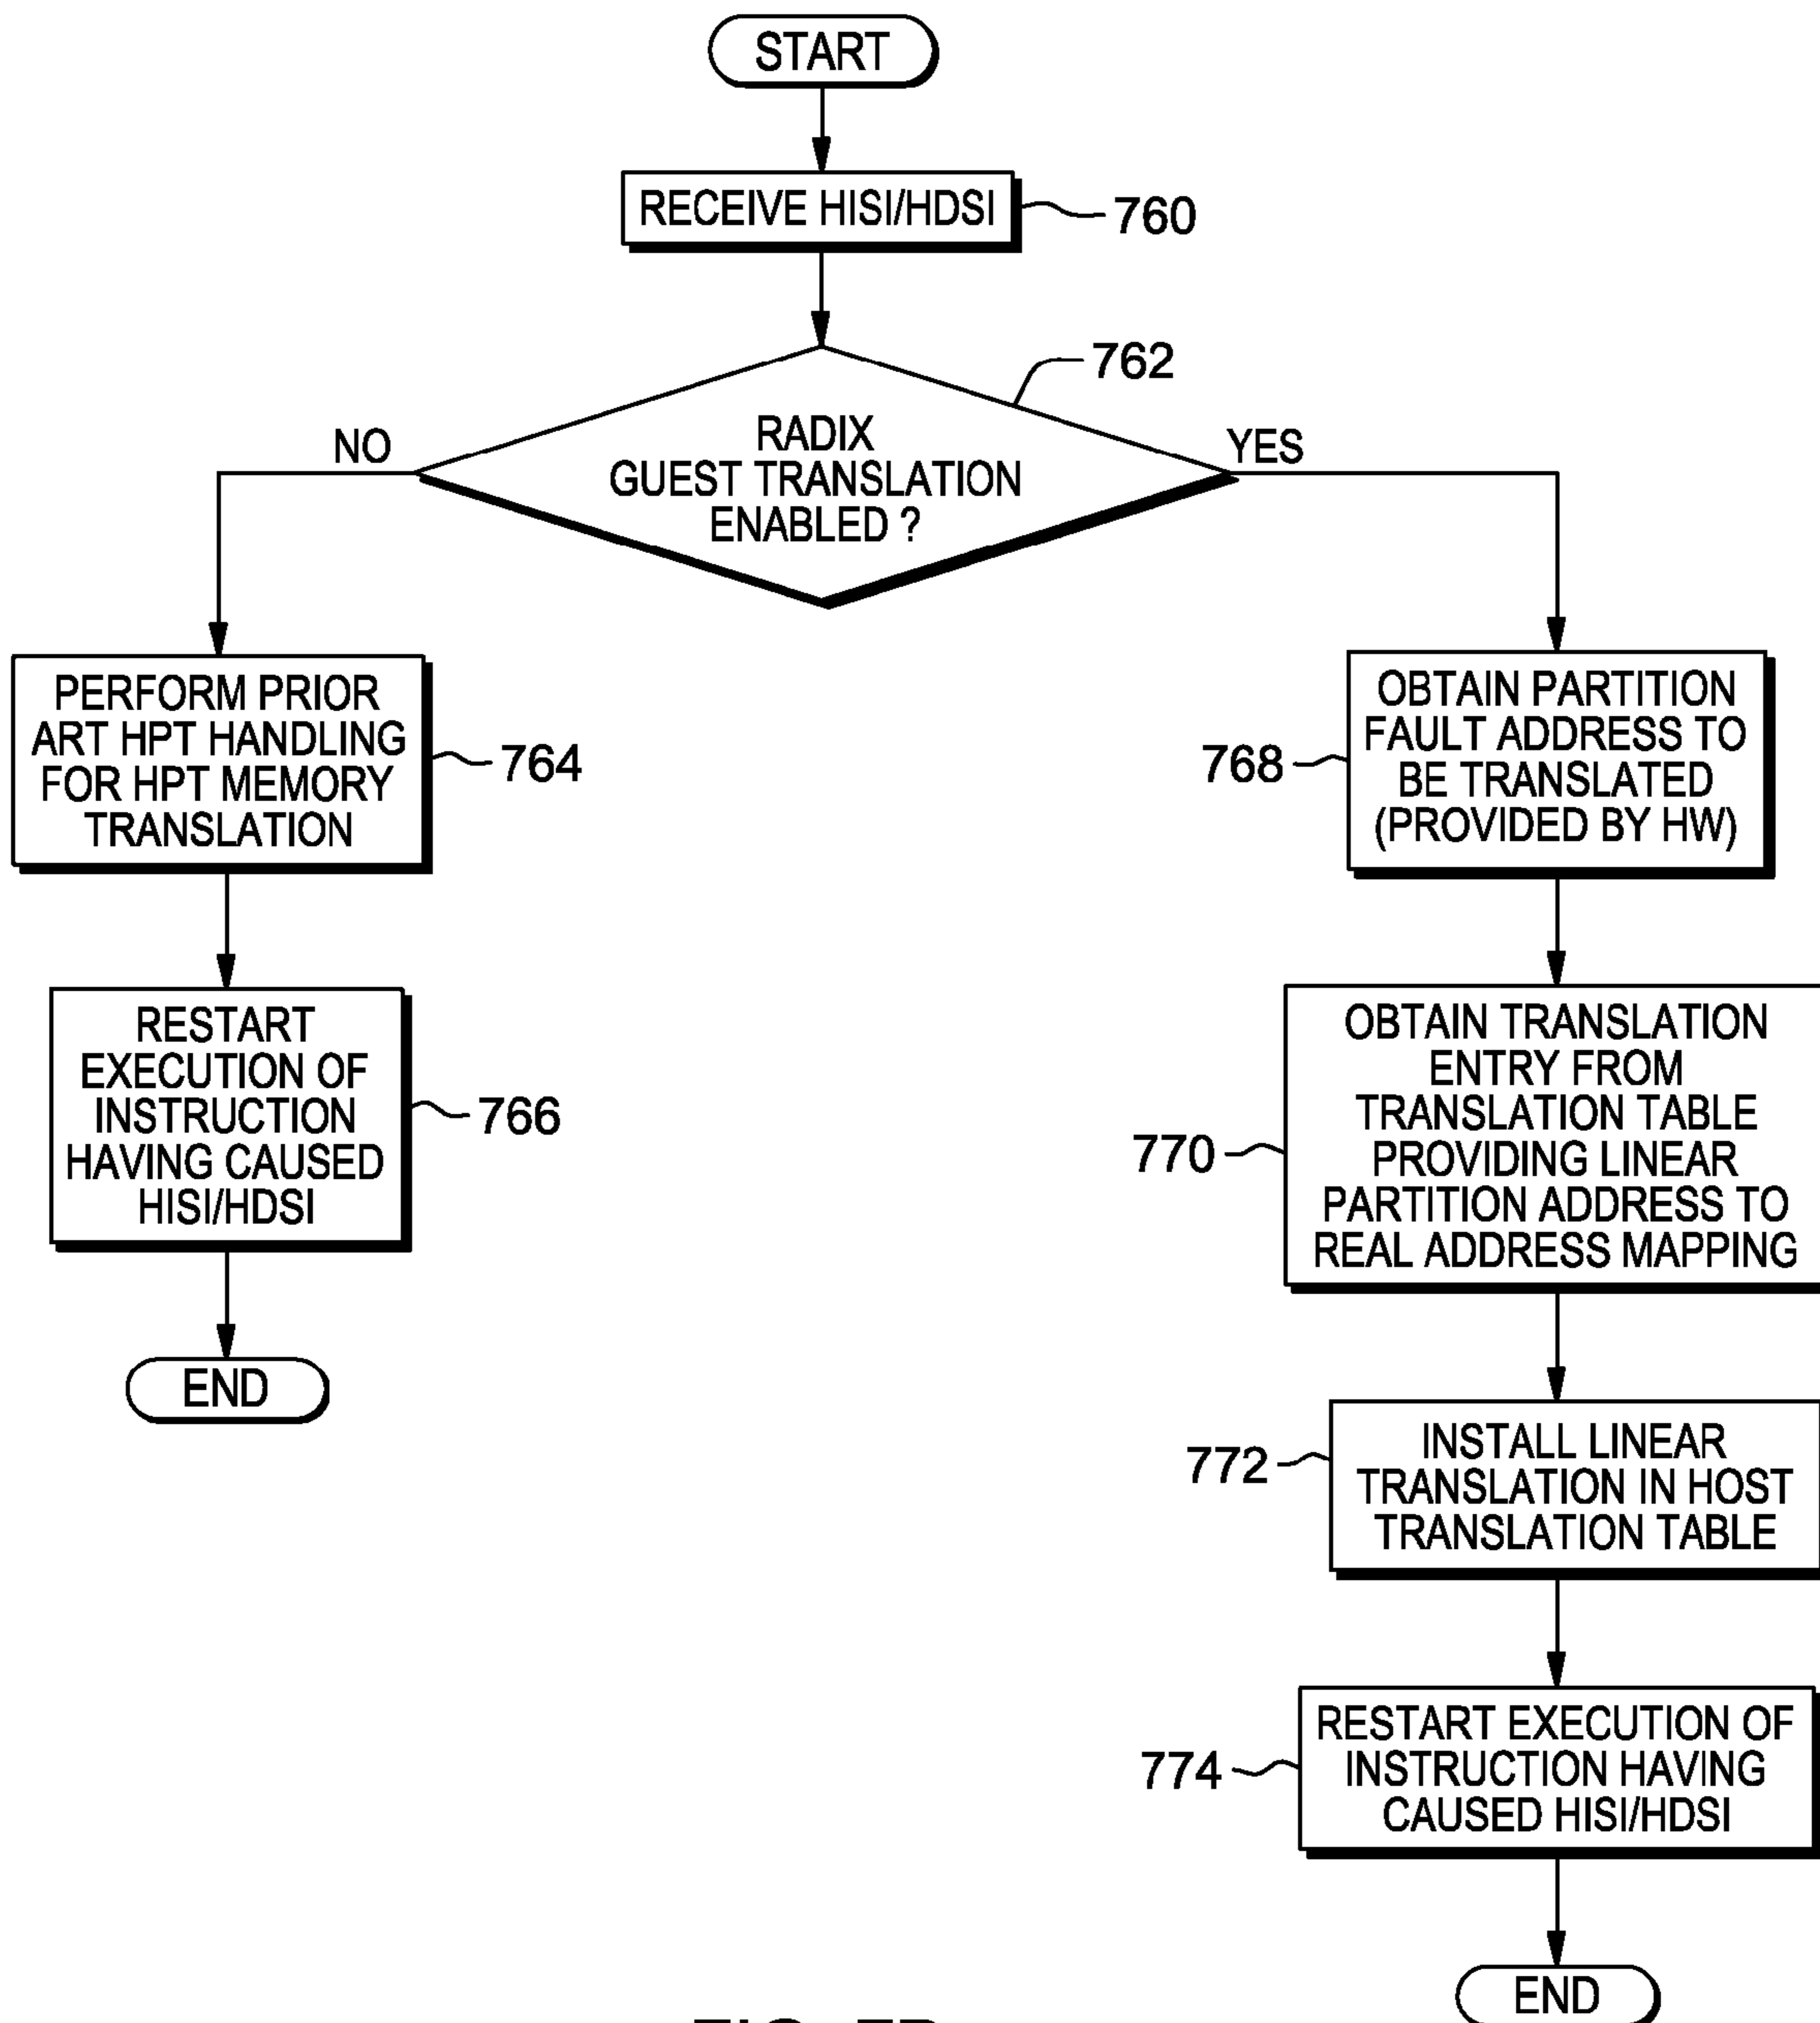 START
RECEIVE HISI/HDSI
760
762
RADIX
GUEST TRANSLATION
ENABLED ?
NO
YES
PERFORM PRIOR
ART HPT HANDLING
FOR HPT MEMORY
TRANSLATION
764
RESTART
EXECUTION OF
INSTRUCTION
HAVING CAUSED
HISI/HDSI
766
END
OBTAIN PARTITION
FAULT ADDRESS TO
BE TRANSLATED
(PROVIDED BY HW)
768
OBTAIN TRANSLATION
ENTRY FROM
TRANSLATION TABLE
PROVIDING LINEAR
PARTITION ADDRESS TO
REAL ADDRESS MAPPING
770
INSTALL LINEAR
TRANSLATION IN HOST
TRANSLATION TABLE
772
RESTART EXECUTION OF
INSTRUCTION HAVING
CAUSED HISI/HDSI
774
END